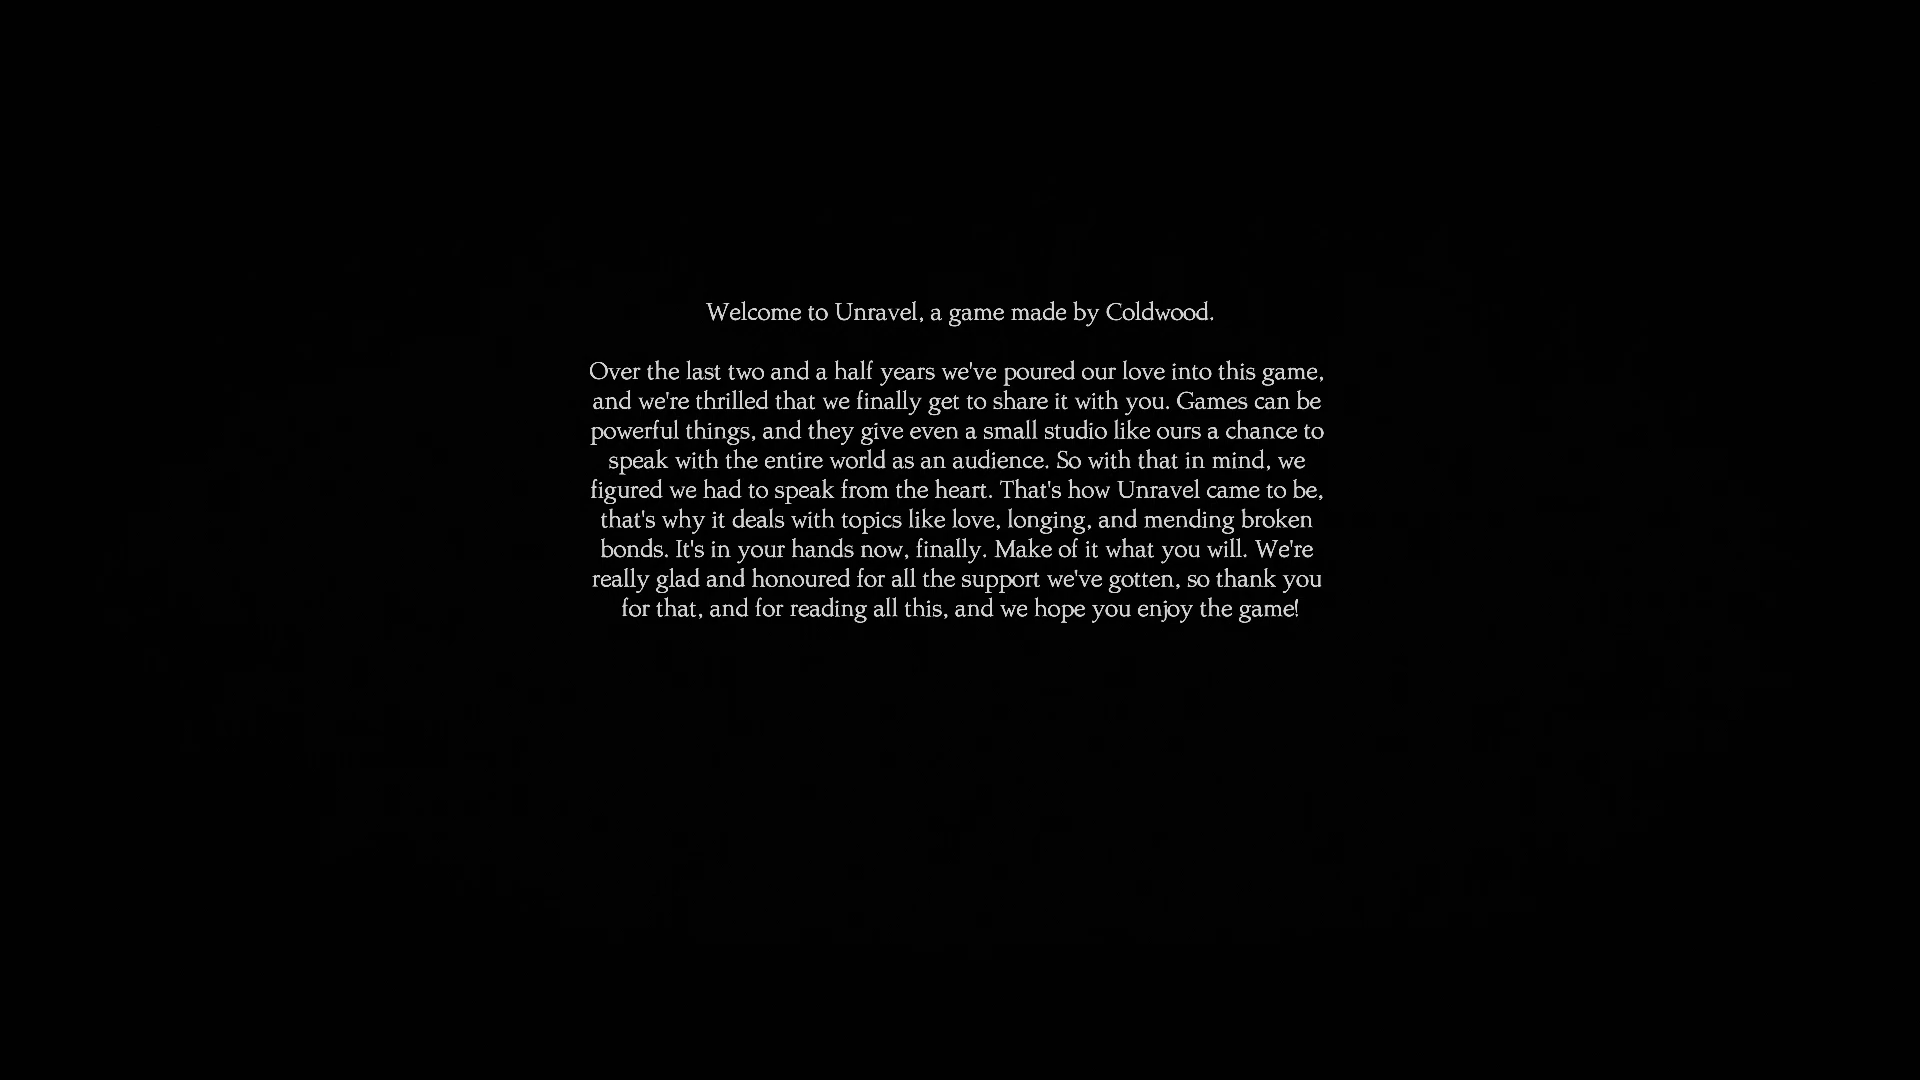 Welcome to Unravel, a game made by Coldwood.
Over the last two and a half years we've poured our love into this game,
and we're thrilled that we finally get to share it with you. Games can be
powerful things, and they give even a small studio like ours a chance to
speak with the entire world as an audience. So with that in mind, we
figured we had to speak from the heart. That's how Unravel came to be,
that's why it deals with topics like love, longing, and mending broken
bonds. It's in your hands now, finally. Make of it what you will. We're
really glad and honoured for all the support we've gotten, so thank you
for that, and for reading all this, and we hope you enjoy the game!